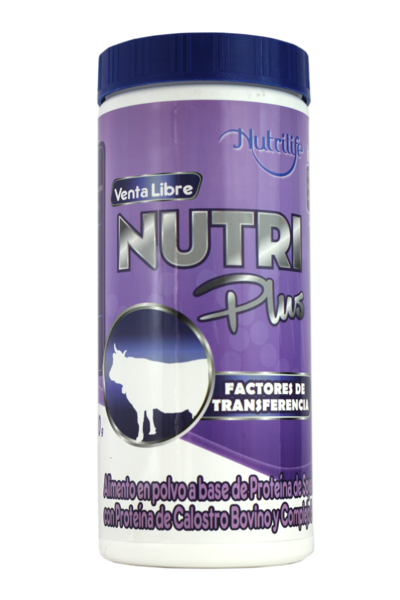 Nutrilife
Venta Libre
NUTRI
Plus
FACTORES DE
TRANSFERENCIA
Alimento en polvo a base de Proteína de
con Proteína de Calostro Bovino y